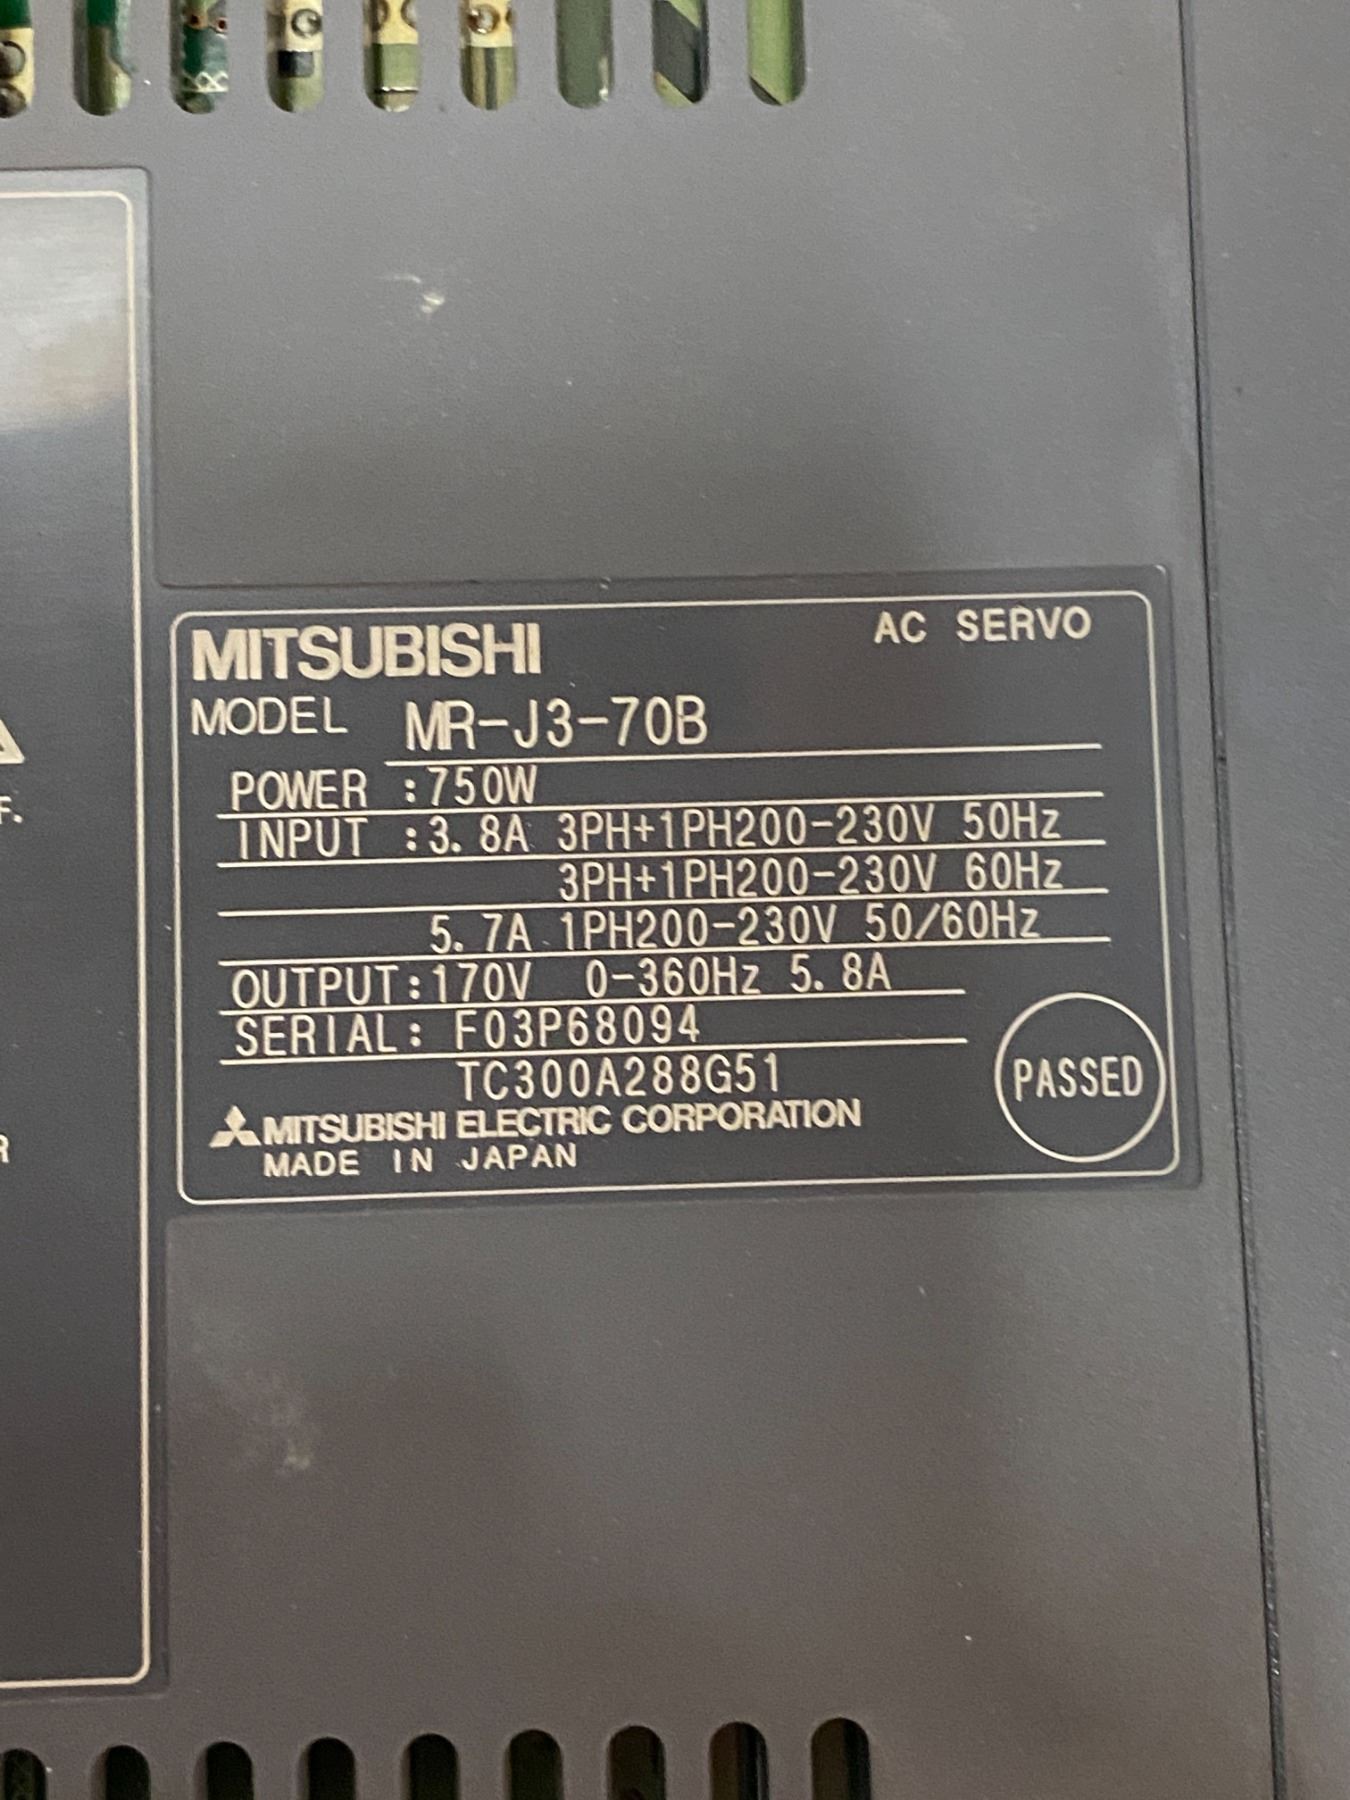 MITSUBISHI AC SERVO
MODEL MR-J3-70B
POWER :750W
INPUT :3.8A 3PH+1PH200-230V 50Hz
3PH+1PH200-230V 60Hz
5.7A 1PH200-230V 50/60Hz
OUTPUT:170V 0-360Hz 5.8A
SERIAL: F03P68094
TC300A288G51
PASSED
MITSUBISHI ELECTRIC CORPORATION
MADE IN JAPAN